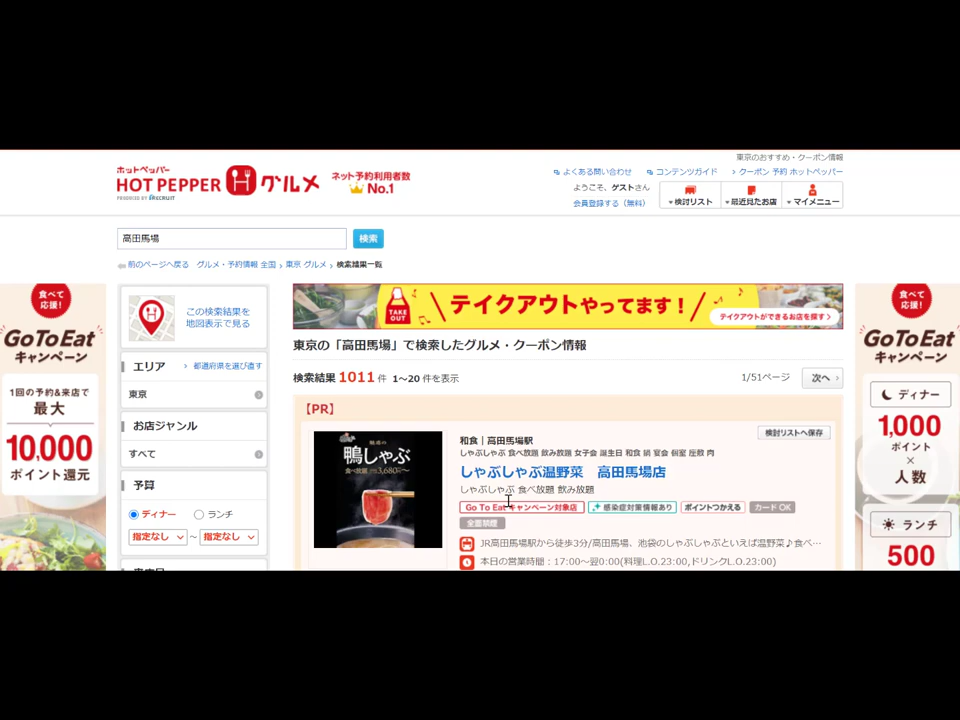 東京のおすすめ・クーポン情報
ホットペッパー
HOT PEPPER グルメ
PRODUCED BY RECRUIT
ネット予約利用者数
No.1
よくある問い合わせ コンテンツガイド クーポン 予約 ホットペッパー
ようこそ、ゲストさん
会員登録する（無料）
検討リスト 最近見たお店 マイメニュー
高田馬場 検索
前のページへ戻る グルメ・予約情報 全国 › 東京 グルメ › 検索結果一覧
食べて
応援!
Go To Eat
キャンペーン
1回の予約&来店で
最大
10,000
ポイント還元
この検索結果を
地図表示で見る
エリア › 都道府県を選び直す
東京
お店ジャンル
すべて
予算
ディナー ランチ
指定なし ～ 指定なし
TAKE OUT
テイクアウトやってます！
テイクアウトができるお店を探す
東京の「高田馬場」で検索したグルメ・クーポン情報
検索結果 1011 件 1～20 件を表示
1/51ページ 次へ
【PR】
検討リストへ保存
魅惑の
鴨しゃぶ
食べ放題 3,680円～
和食｜高田馬場駅
しゃぶしゃぶ 食べ放題 飲み放題 女子会 誕生日 和食 鍋 宴会 個室 座敷 肉
しゃぶしゃぶ温野菜 高田馬場店
しゃぶしゃぶ 食べ放題 飲み放題
Go To Eatキャンペーン対象店 感染症対策情報あり ポイントつかえる カードOK
全面禁煙
JR高田馬場駅から徒歩3分/高田馬場、池袋のしゃぶしゃぶといえば温野菜♪食べ…
本日の営業時間：17:00～翌0:00(料理L.O.23:00,ドリンクL.O.23:00)
食べて
応援!
Go To Eat
キャンペーン
ディナー
1,000
ポイント
×
人数
ランチ
500